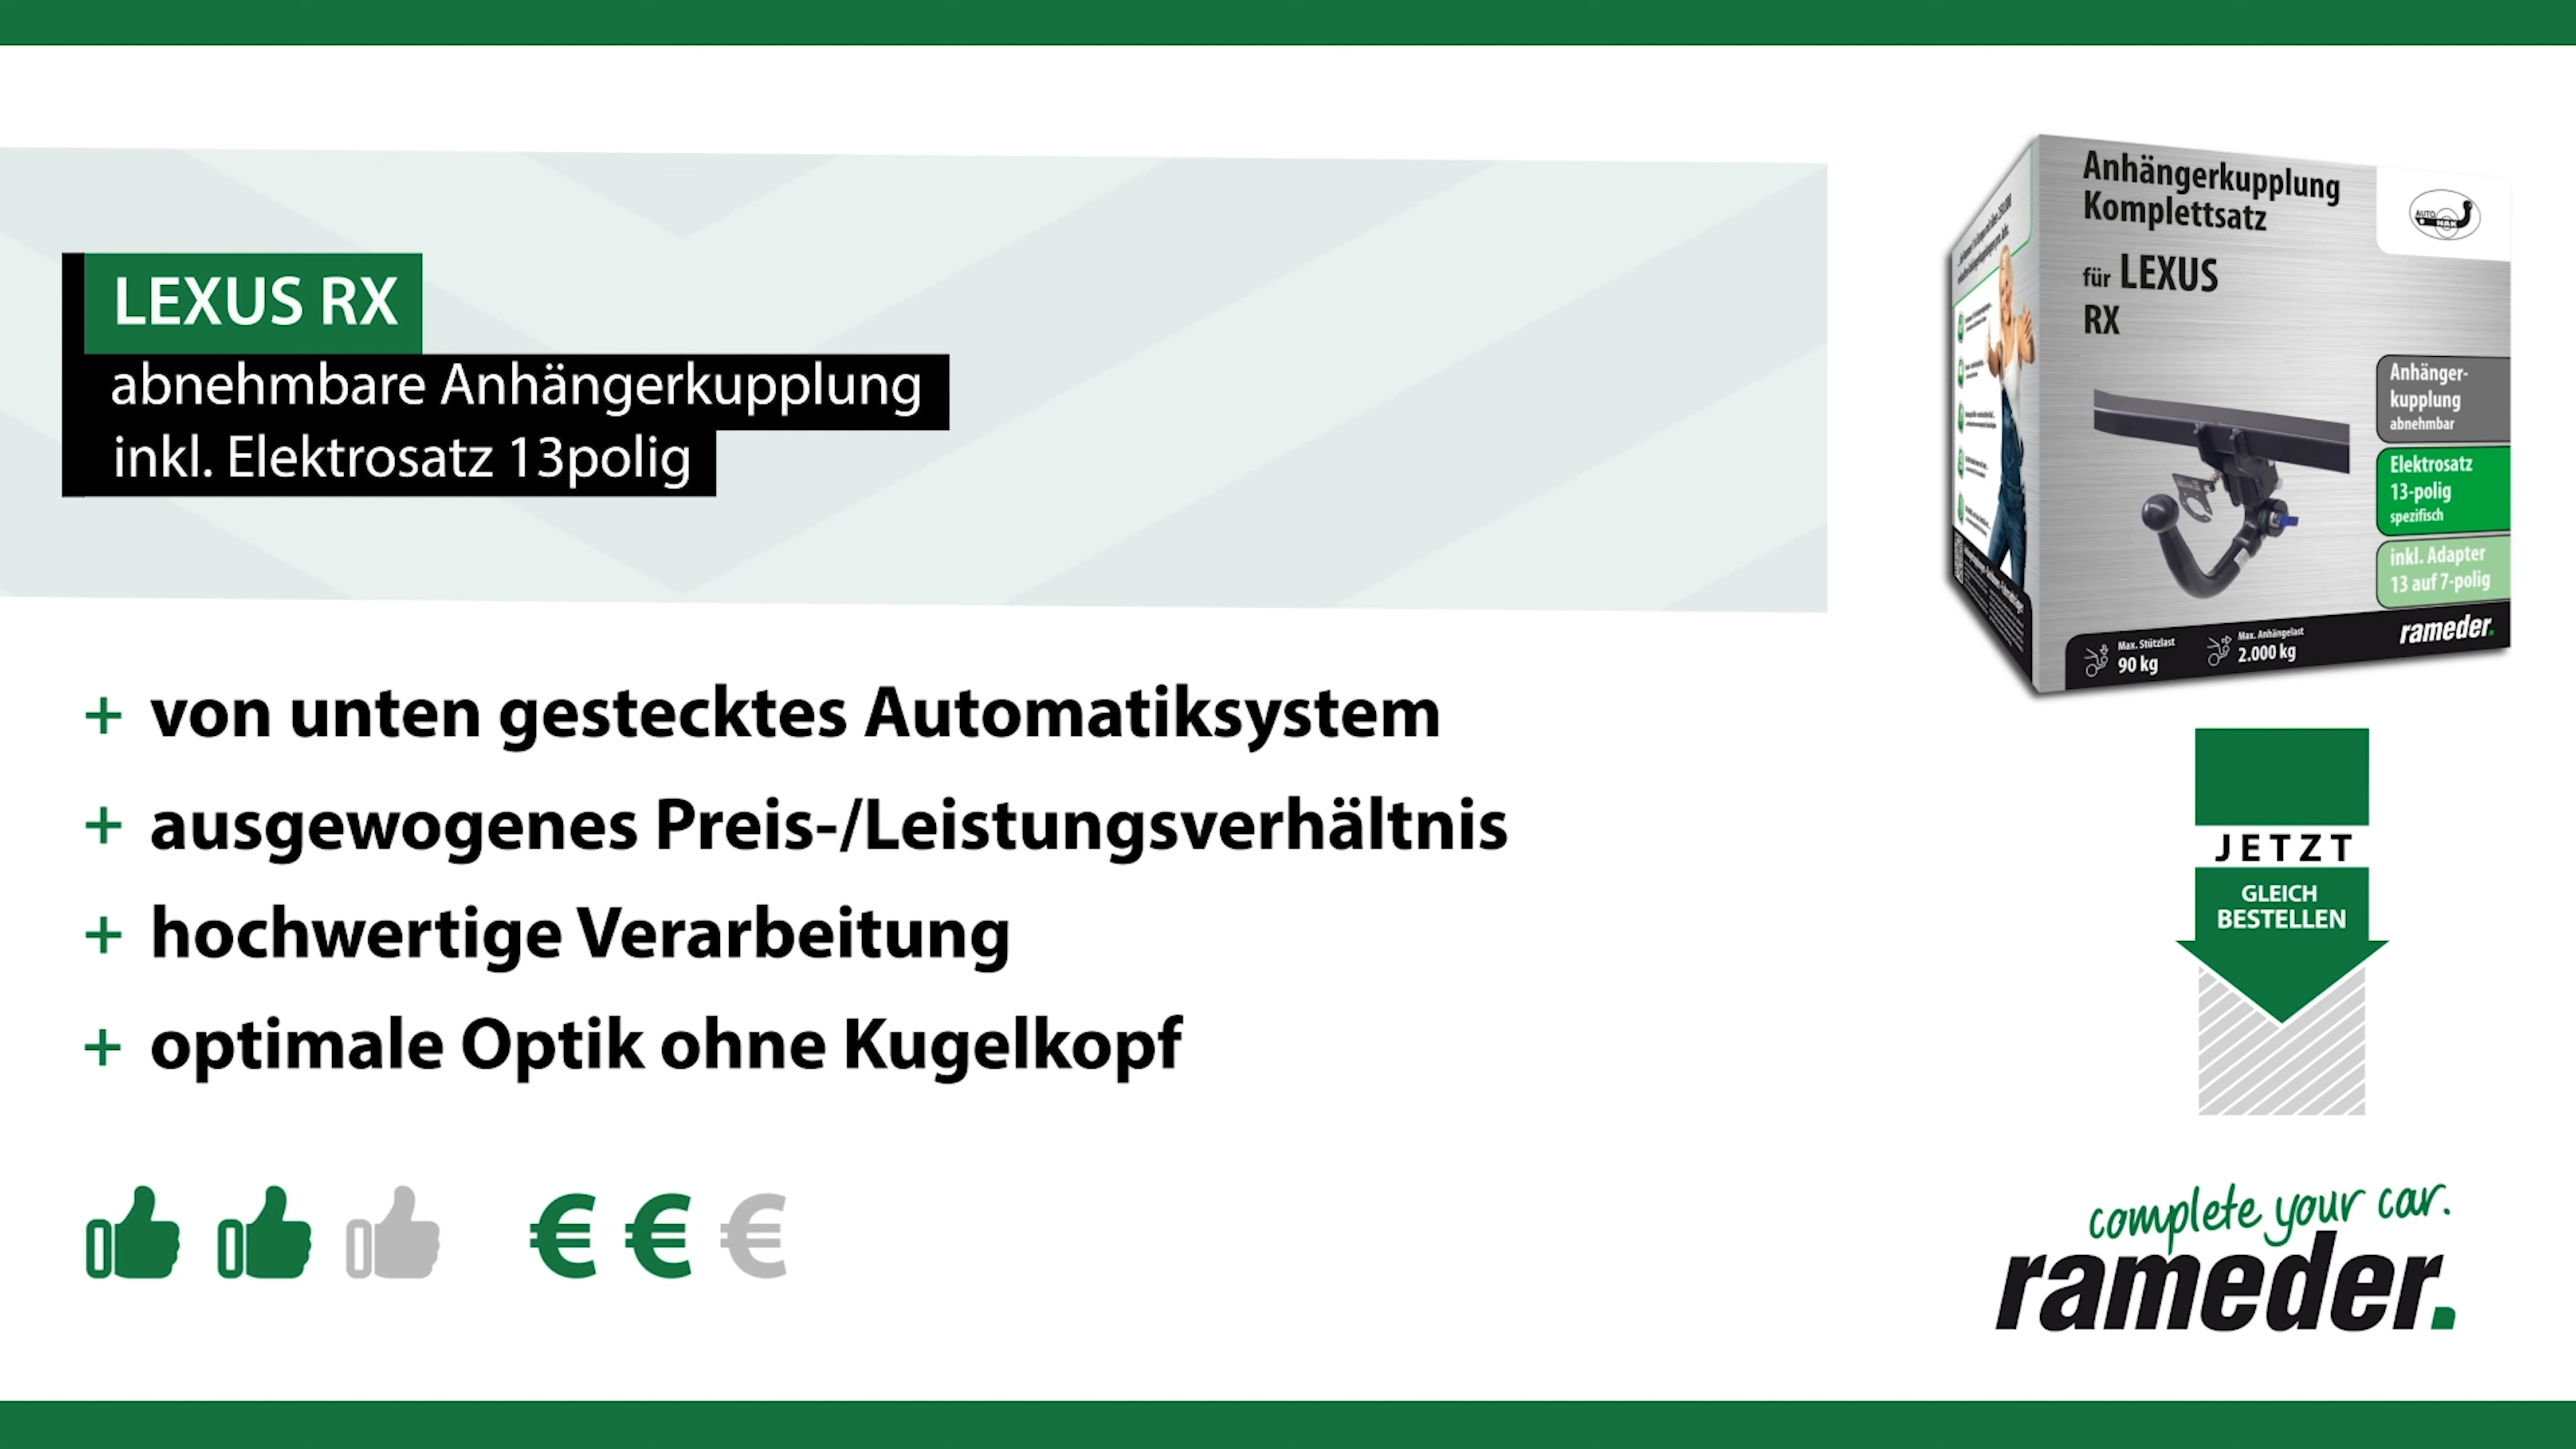 LEXUS RX
abnehmbare Anhängerkupplung
inkl. Elektrosatz 13polig
+ von unten gestecktes Automatiksystem
+ ausgewogenes Preis-/Leistungsverhältnis
+ hochwertige Verarbeitung
+ optimale Optik ohne Kugelkopf
€ € €
Anhängerkupplung
Komplettsatz
für LEXUS
RX
AUTO
HAK
Anhänger-
kupplung
abnehmbar
Elektrosatz
13-polig
spezifisch
inkl. Adapter
13 auf 7-polig
Max. Stützlast
90 kg
Max. Anhängelast
2.000 kg
rameder.
JETZT
GLEICH
BESTELLEN
complete your car.
rameder.